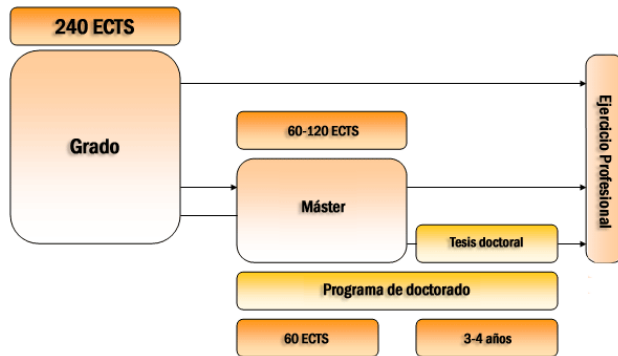 240 ECTS
Grado
60-120 ECTS
Máster
Tesis doctoral
Ejercicio Profesional
Programa de doctorado
60 ECTS
3-4 años